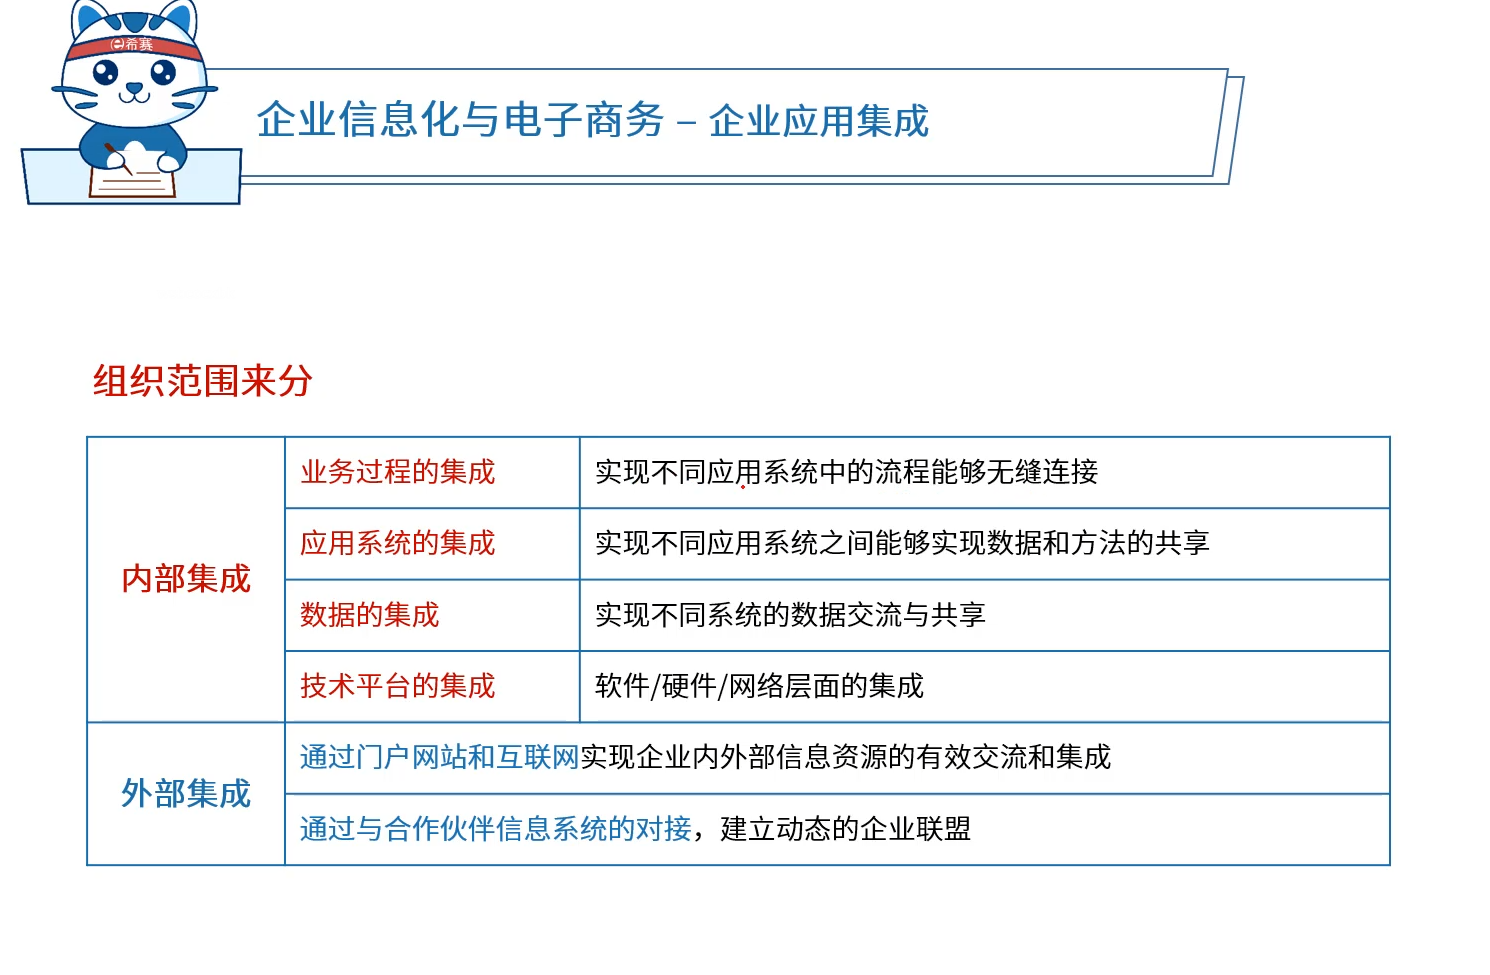 e希赛
企业信息化与电子商务 – 企业应用集成
组织范围来分
内部集成
业务过程的集成
实现不同应用系统中的流程能够无缝连接
应用系统的集成
实现不同应用系统之间能够实现数据和方法的共享
数据的集成
实现不同系统的数据交流与共享
技术平台的集成
软件/硬件/网络层面的集成
外部集成
通过门户网站和互联网实现企业内外部信息资源的有效交流和集成
通过与合作伙伴信息系统的对接，建立动态的企业联盟